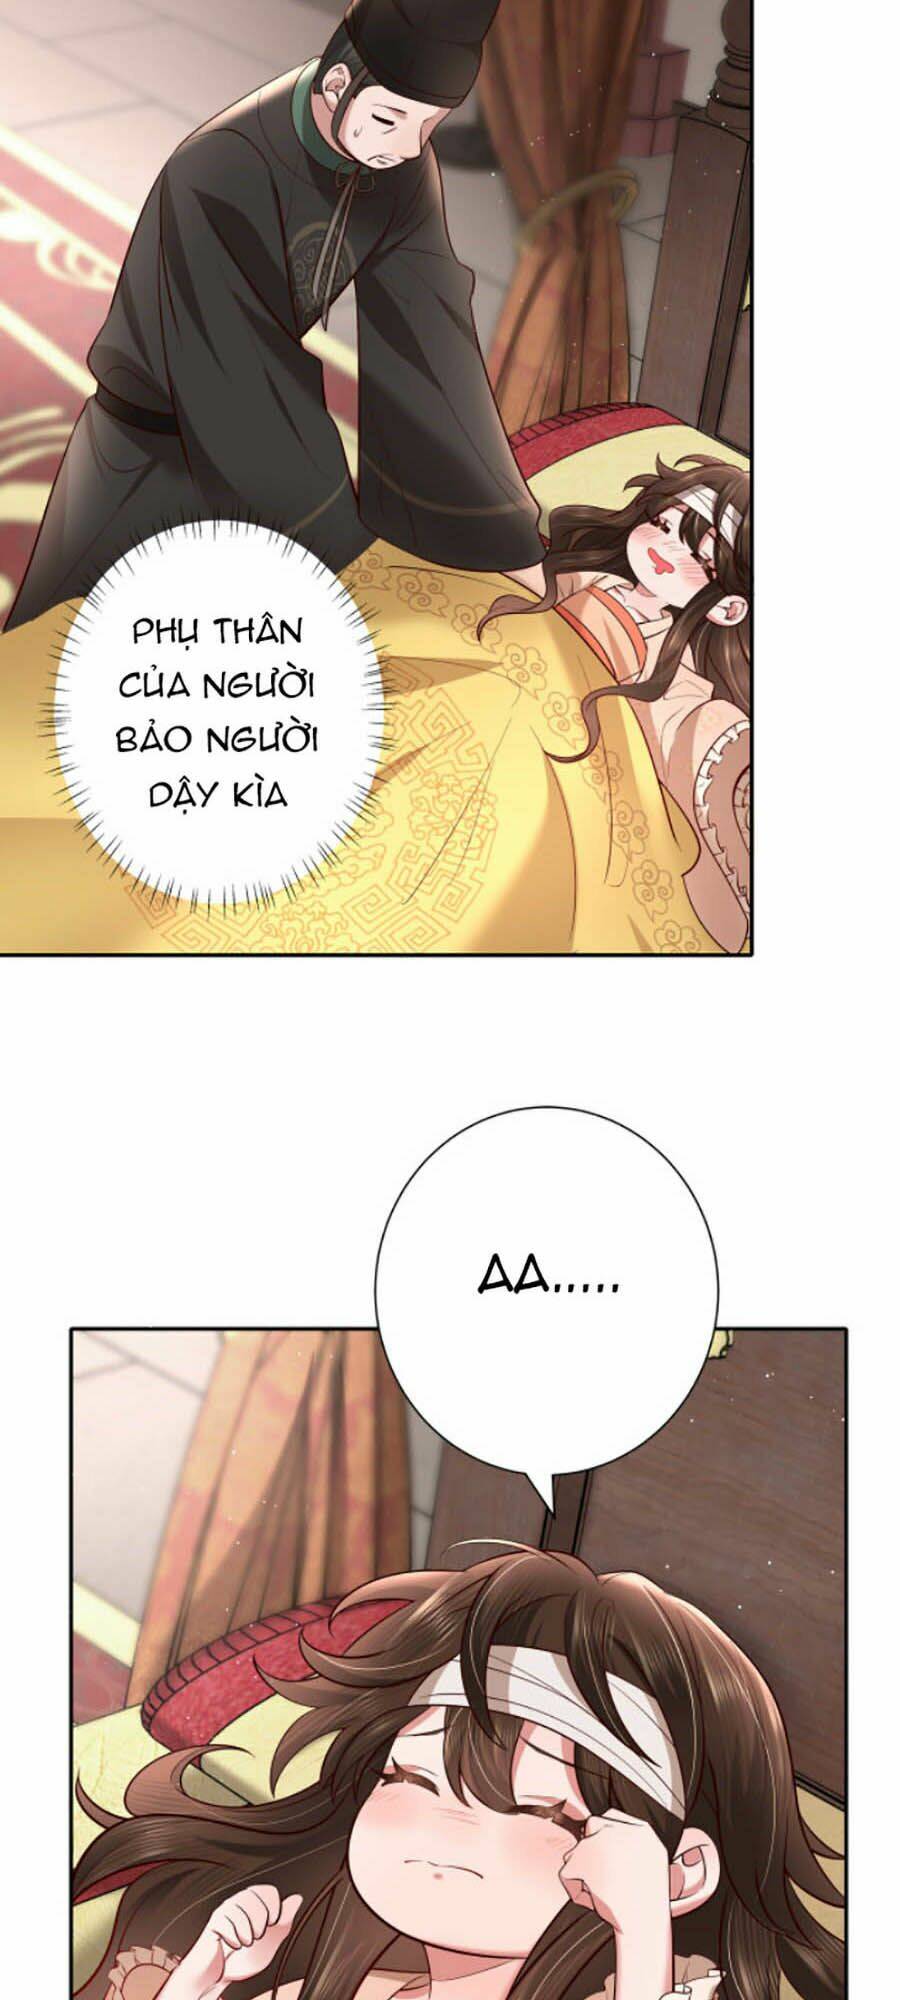 PHỤ THÂN
CỦA NGƯỜI
BẢO NGƯỜI
DẬY KÌA
AA.....